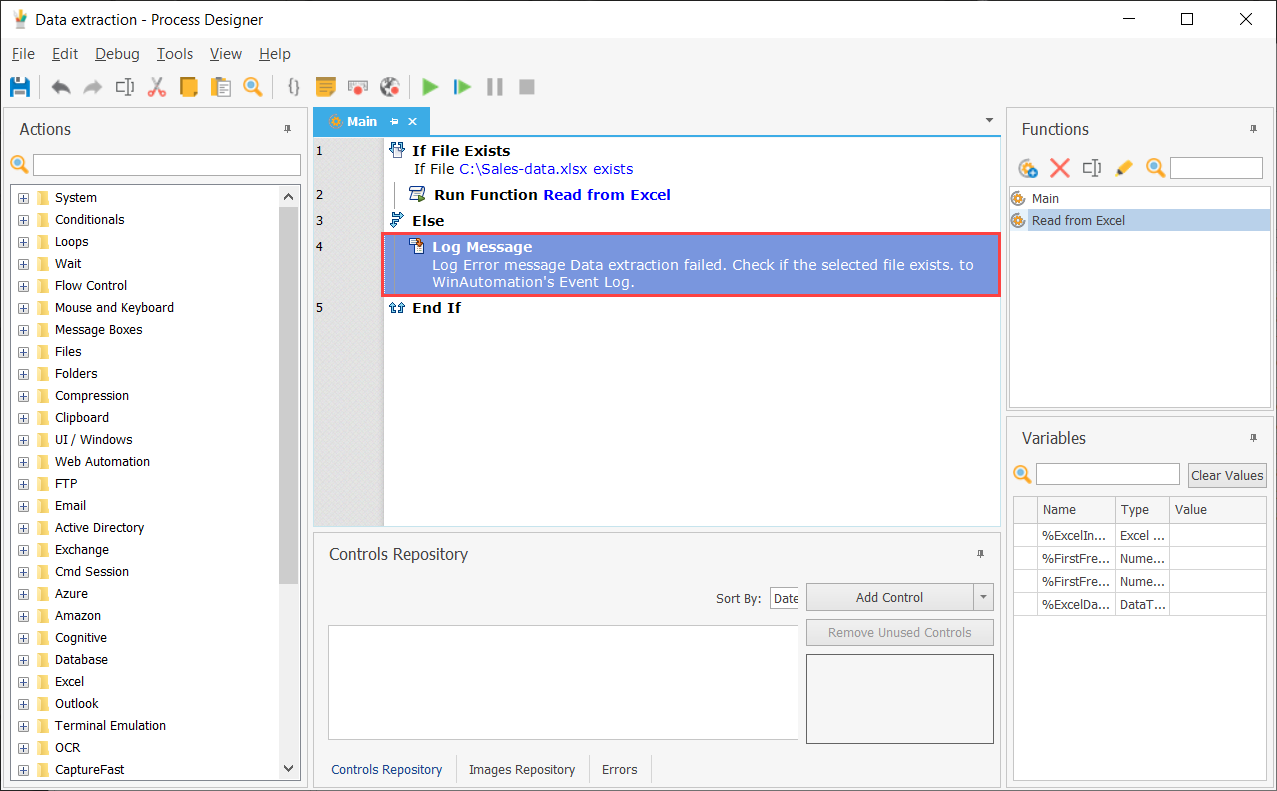 Data extraction - Process Designer
File Edit Debug Tools View Help
Actions
System
Conditionals
Loops
Wait
Flow Control
Mouse and Keyboard
Message Boxes
Files
Folders
Compression
Clipboard
UI / Windows
Web Automation
FTP
Email
Active Directory
Exchange
Cmd Session
Azure
Amazon
Cognitive
Database
Excel
Outlook
Terminal Emulation
OCR
CaptureFast
Main
1 If File Exists
If File C:\Sales-data.xlsx exists
2 Run Function Read from Excel
3 Else
4 Log Message
Log Error message Data extraction failed. Check if the selected file exists. to
WinAutomation's Event Log.
5 End If
Controls Repository
Sort By: Date
Add Control
Remove Unused Controls
Controls Repository Images Repository Errors
Functions
Main
Read from Excel
Variables
Clear Values
Name Type Value
%ExcelIn... Excel ...
%FirstFre... Nume...
%FirstFre... Nume...
%ExcelDa... DataT...